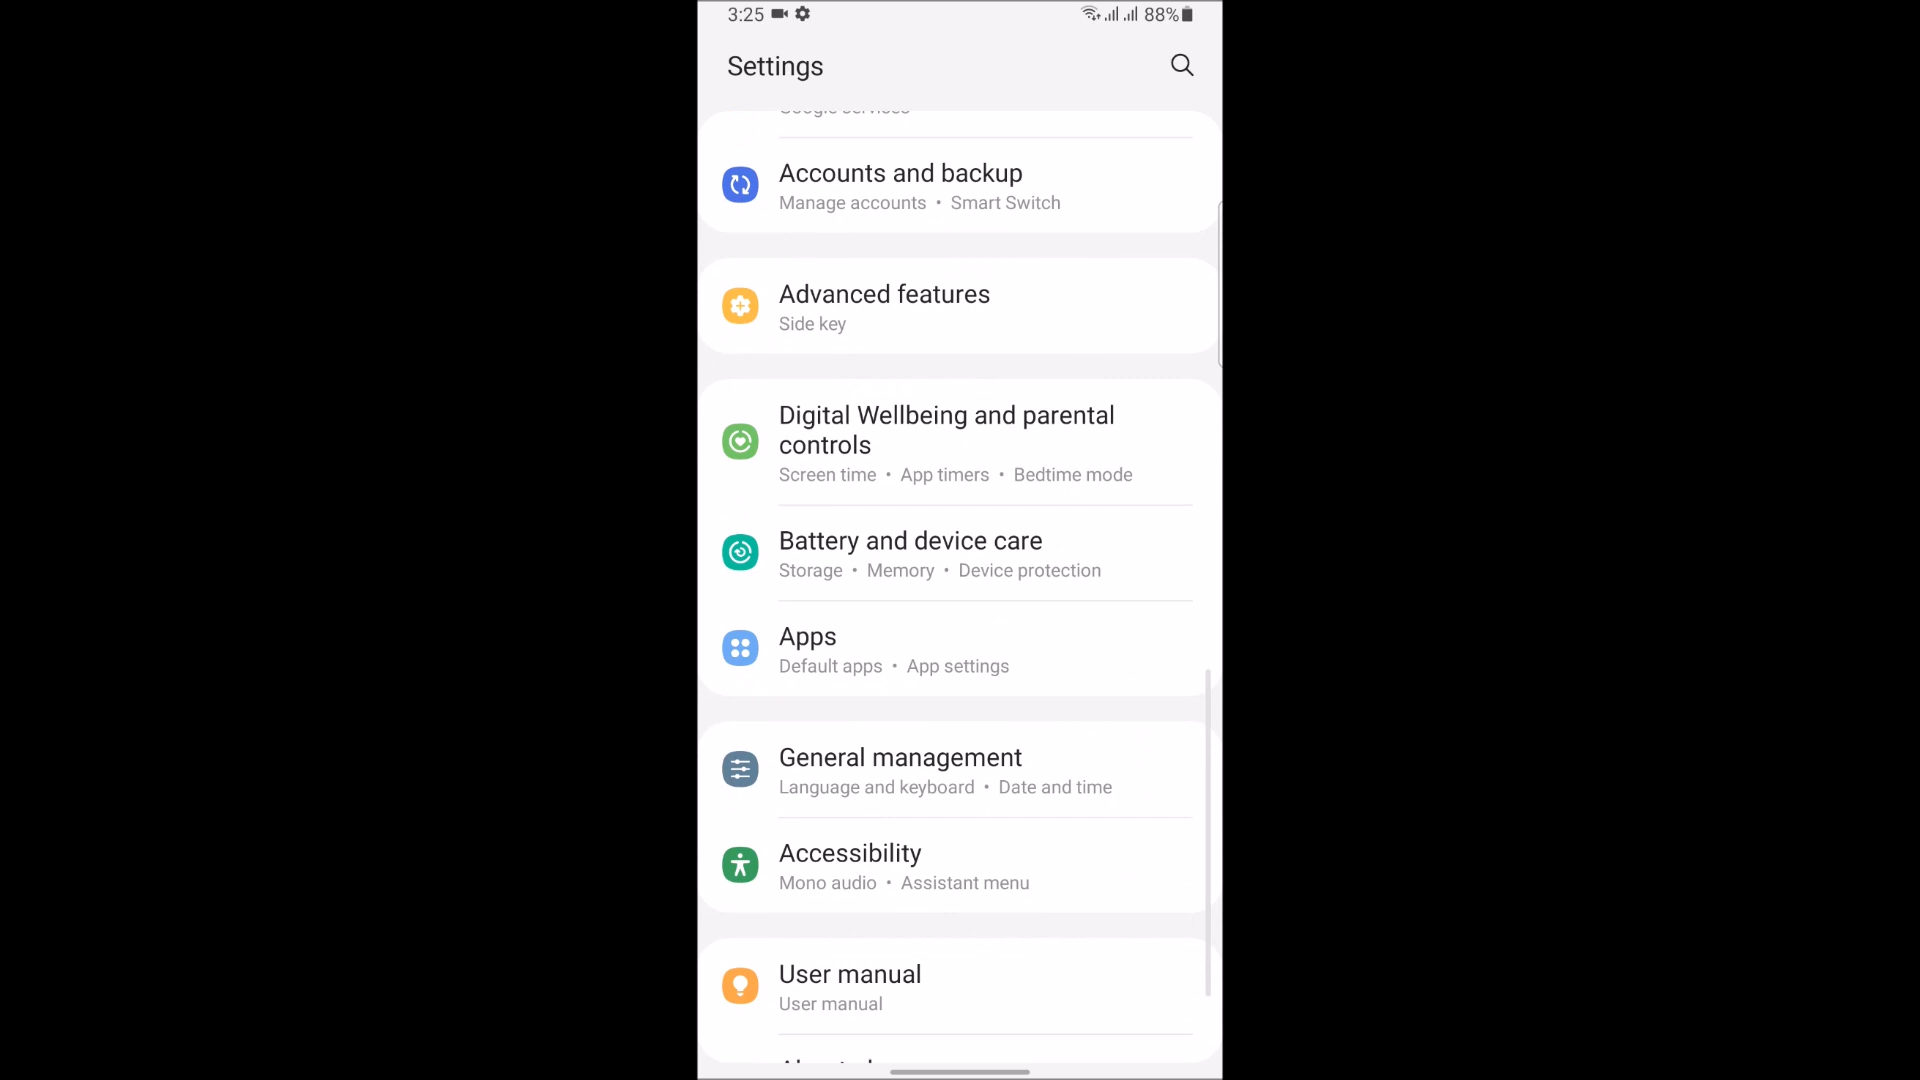 3:25 88%
Settings
Accounts and backup
Manage accounts • Smart Switch
Advanced features
Side key
Digital Wellbeing and parental
controls
Screen time • App timers • Bedtime mode
Battery and device care
Storage • Memory • Device protection
Apps
Default apps • App settings
General management
Language and keyboard • Date and time
Accessibility
Mono audio • Assistant menu
User manual
User manual